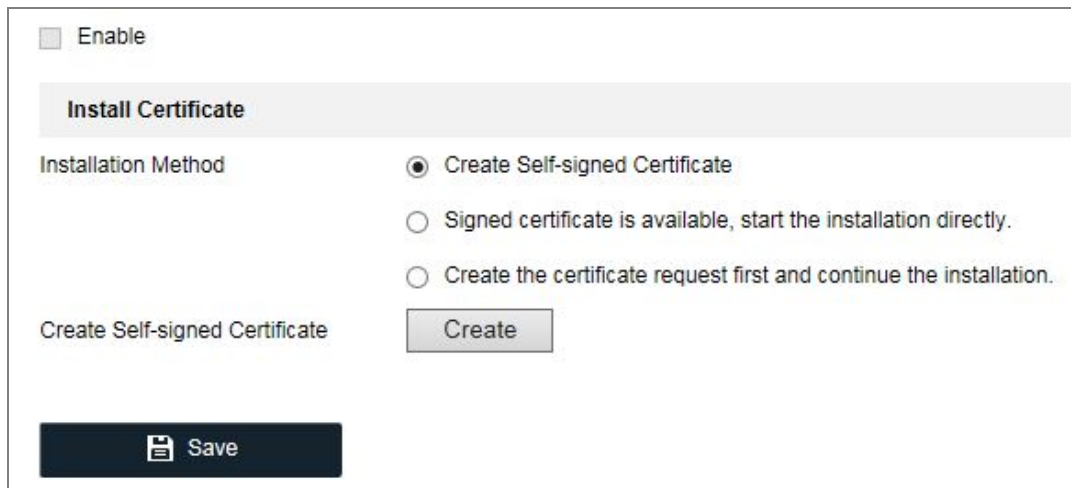 Enable
Install Certificate
Installation Method
Create Self-signed Certificate
Signed certificate is available, start the installation directly.
Create the certificate request first and continue the installation.
Create Self-signed Certificate
Create
Save